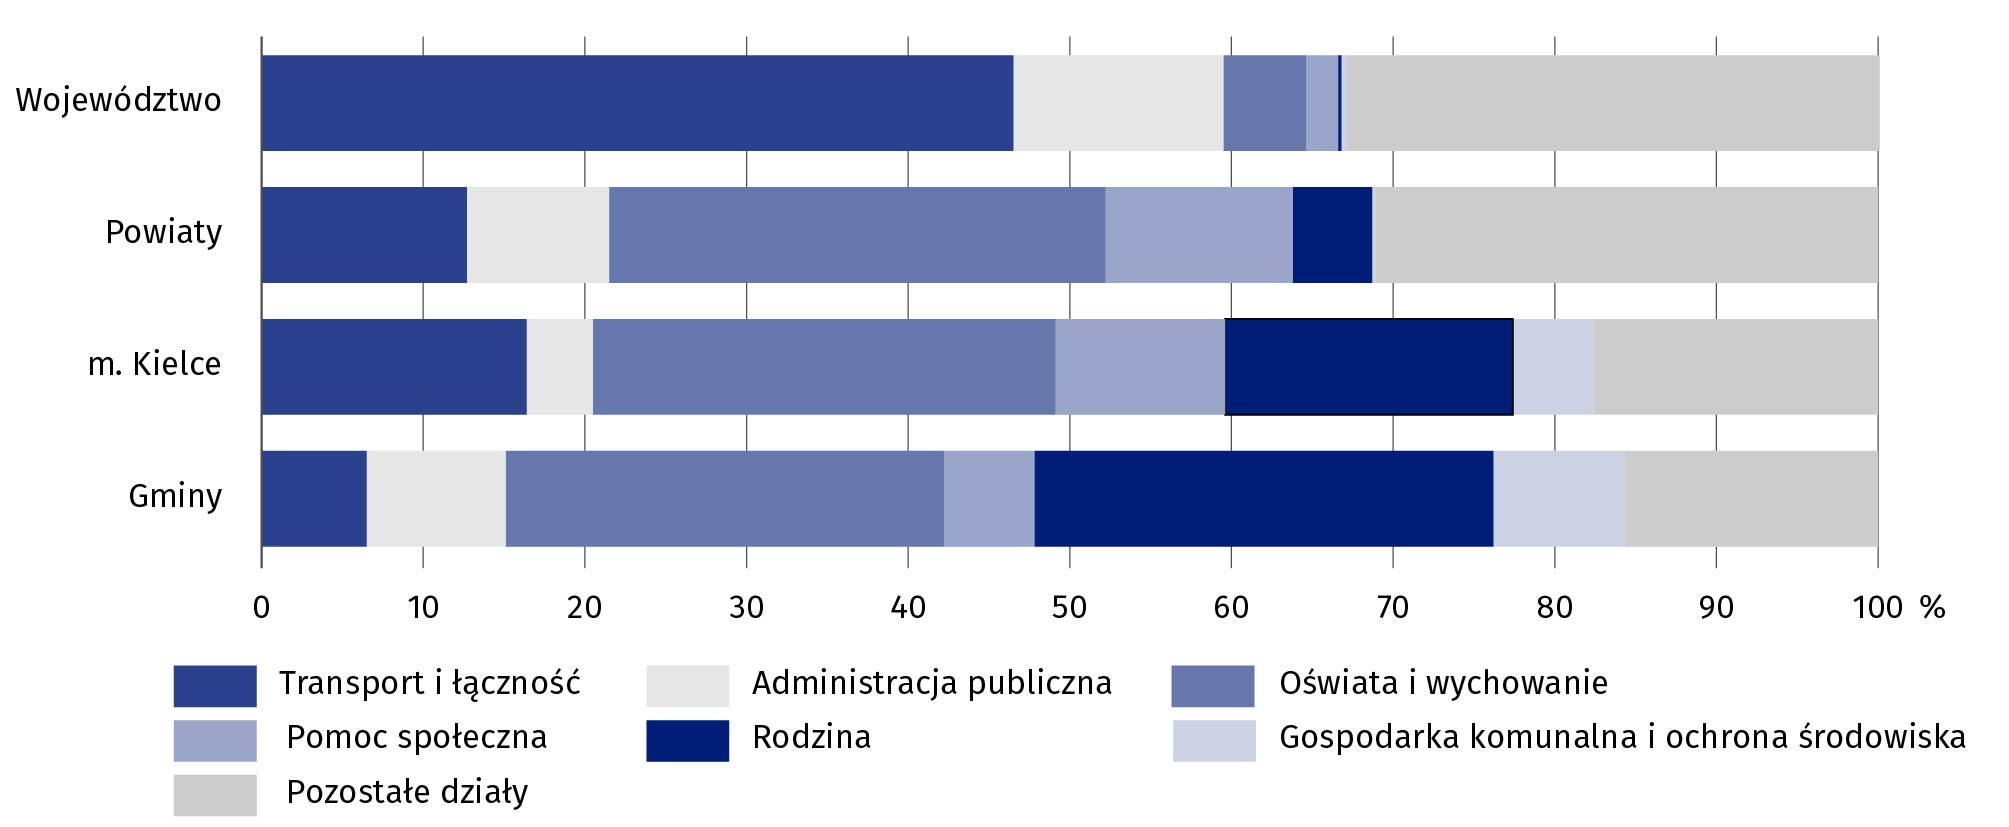 Województwo
Powiaty
m. Kielce
Gminy
0 10 20 30 40 50 60 70 80 90 100 %
Transport i łączność Administracja publiczna Oświata i wychowanie
Pomoc społeczna Rodzina Gospodarka komunalna i ochrona środowiska
Pozostałe działy